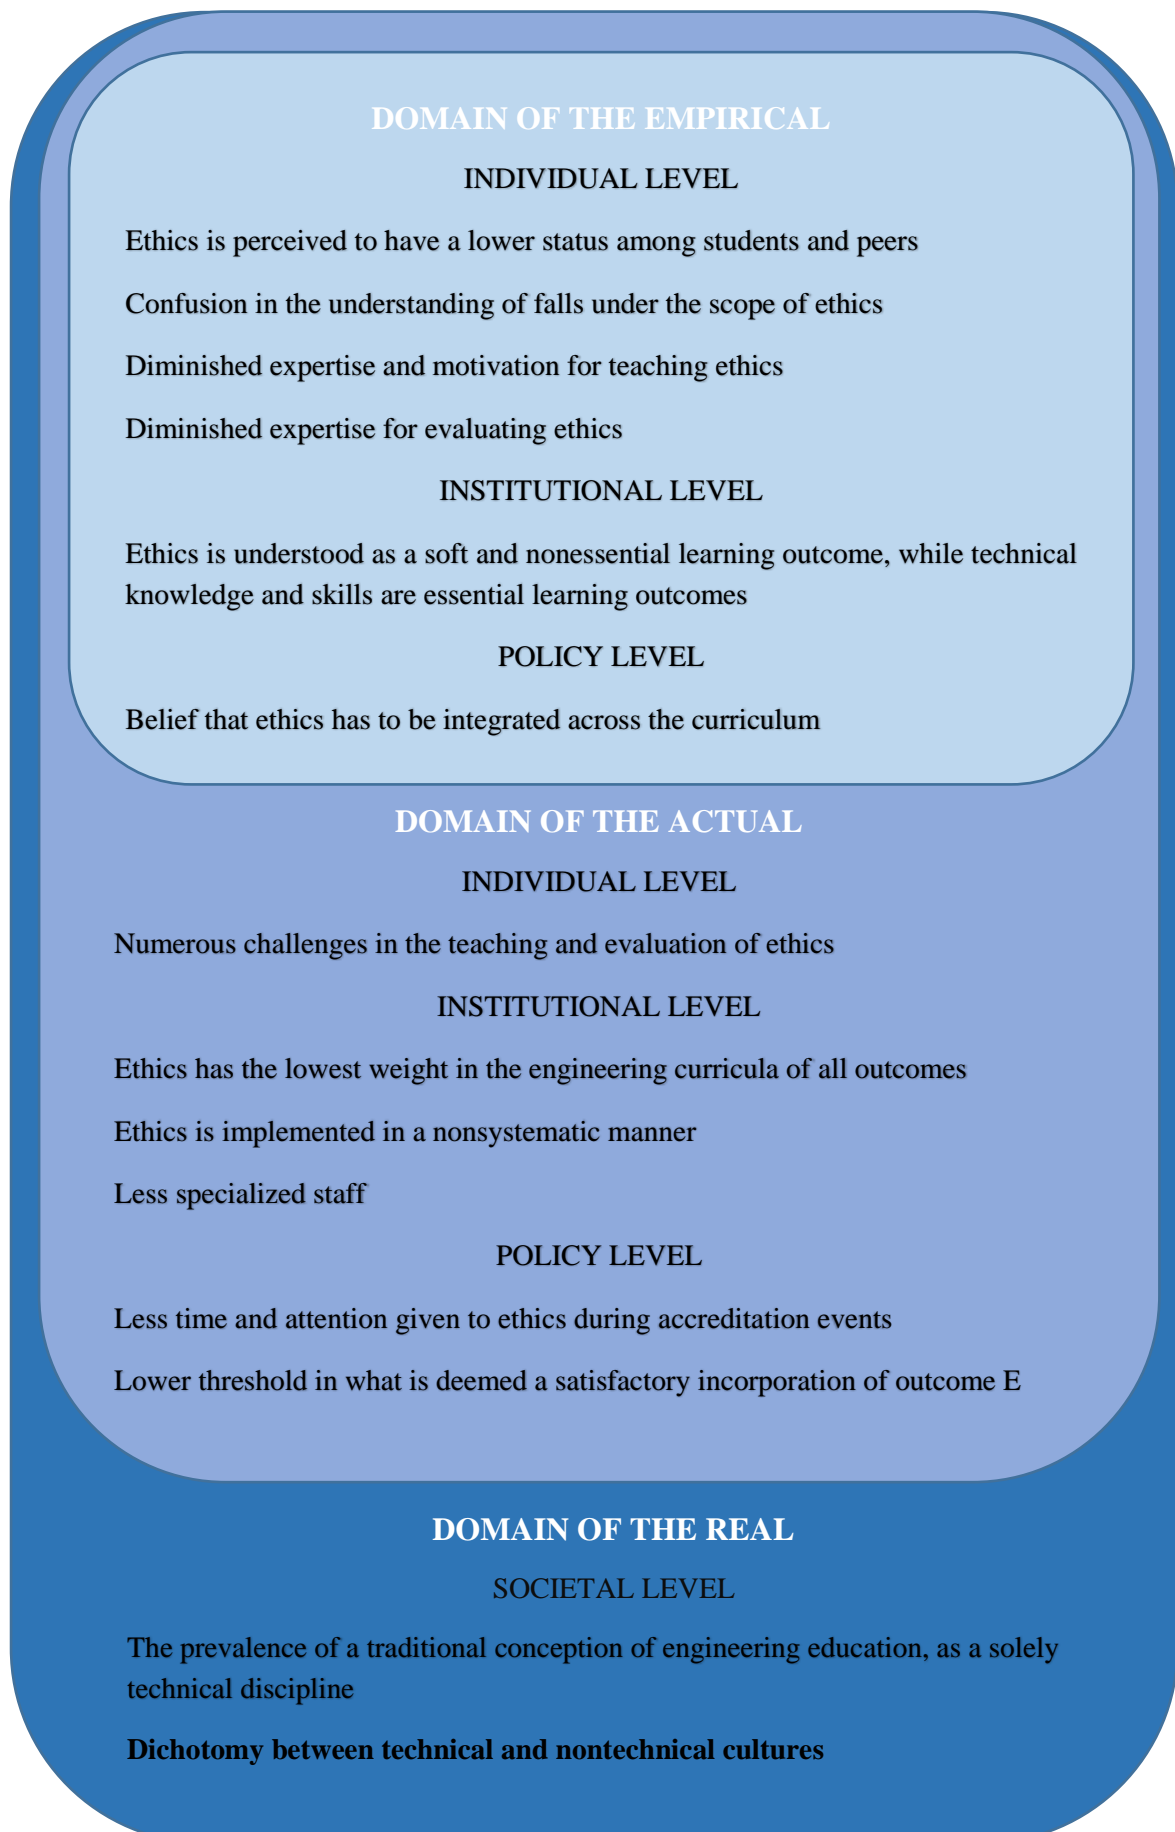 DOMAIN OF THE EMPIRICAL
INDIVIDUAL LEVEL
Ethics is perceived to have a lower status among students and peers
Confusion in the understanding of falls under the scope of ethics
Diminished expertise and motivation for teaching ethics
Diminished expertise for evaluating ethics
INSTITUTIONAL LEVEL
Ethics is understood as a soft and nonessential learning outcome, while technical
knowledge and skills are essential learning outcomes
POLICY LEVEL
Belief that ethics has to be integrated across the curriculum
DOMAIN OF THE ACTUAL
INDIVIDUAL LEVEL
Numerous challenges in the teaching and evaluation of ethics
INSTITUTIONAL LEVEL
Ethics has the lowest weight in the engineering curricula of all outcomes
Ethics is implemented in a nonsystematic manner
Less specialized staff
POLICY LEVEL
Less time and attention given to ethics during accreditation events
Lower threshold in what is deemed a satisfactory incorporation of outcome E
DOMAIN OF THE REAL
SOCIETAL LEVEL
The prevalence of a traditional conception of engineering education, as a solely
technical discipline
Dichotomy between technical and nontechnical cultures